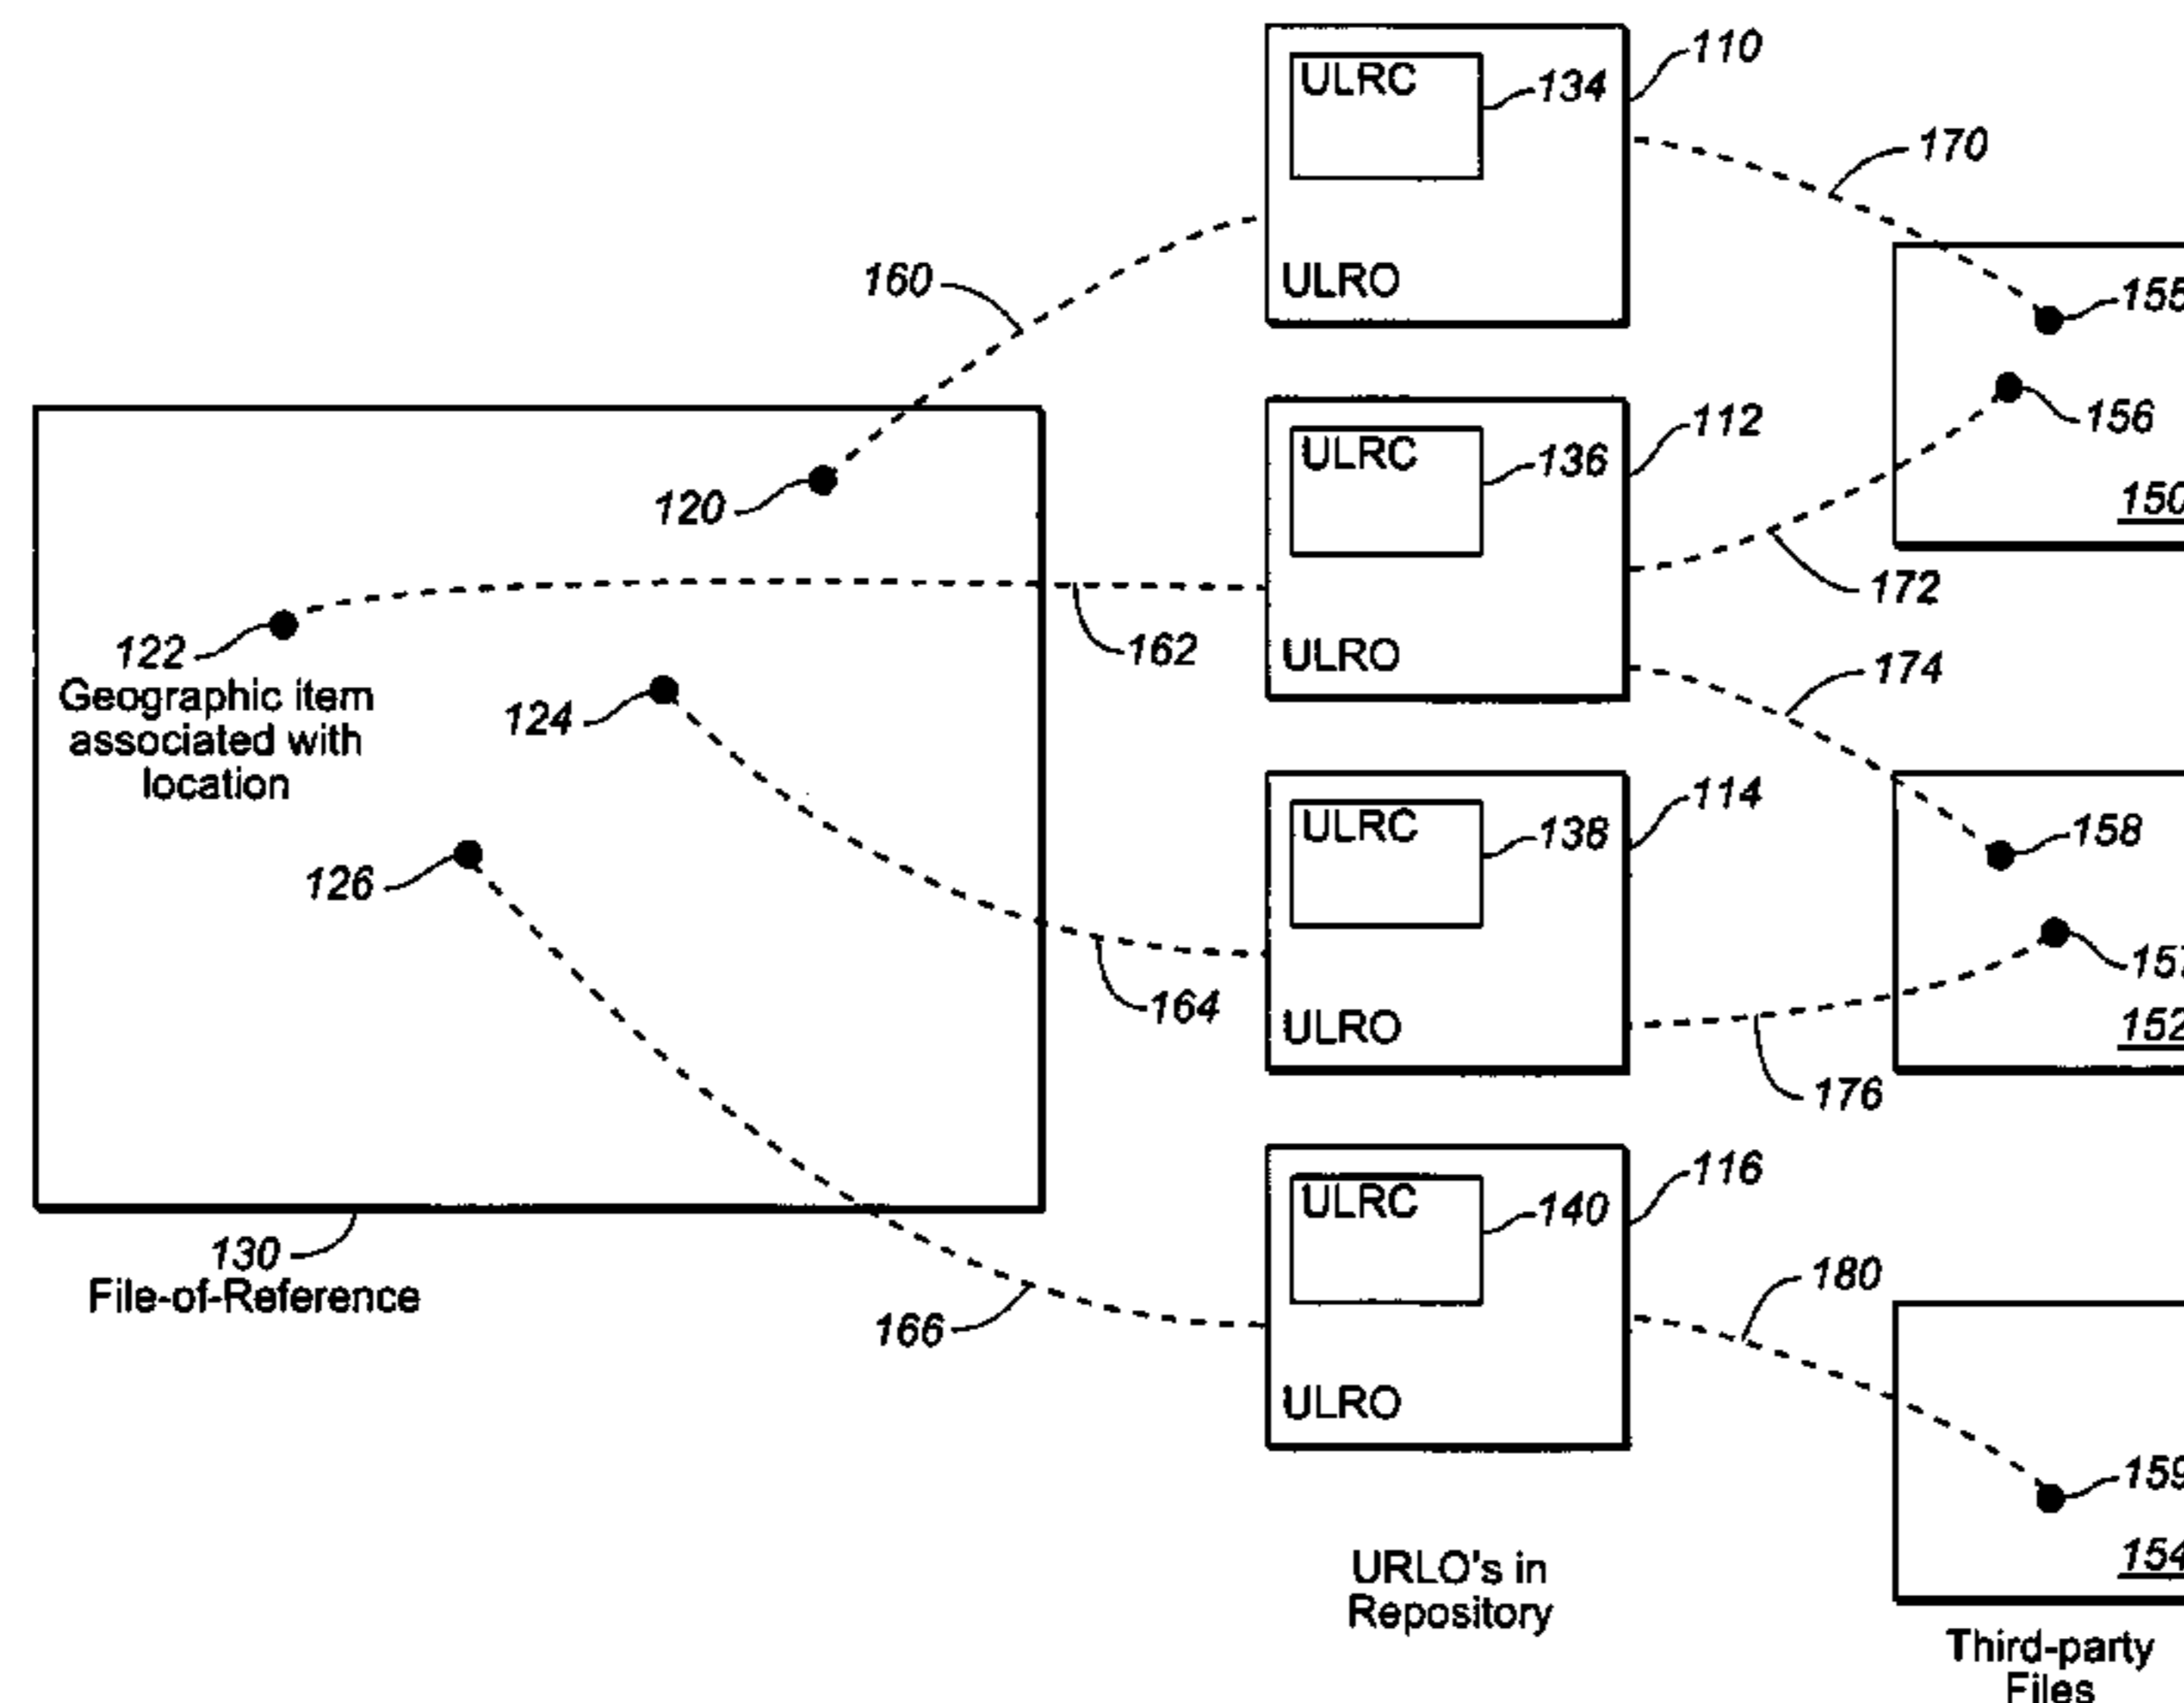 ULRC
134
110
ULRO
170
155
156
150
160
120
ULRC
136
112
ULRO
172
162
122
Geographic item
associated with
location
124
174
ULRC
138
114
ULRO
158
152
126
164
176
130
File-of-Reference
ULRC
140
116
ULRO
166
180
159
154
URLO's in
Repository
Third-party
Files